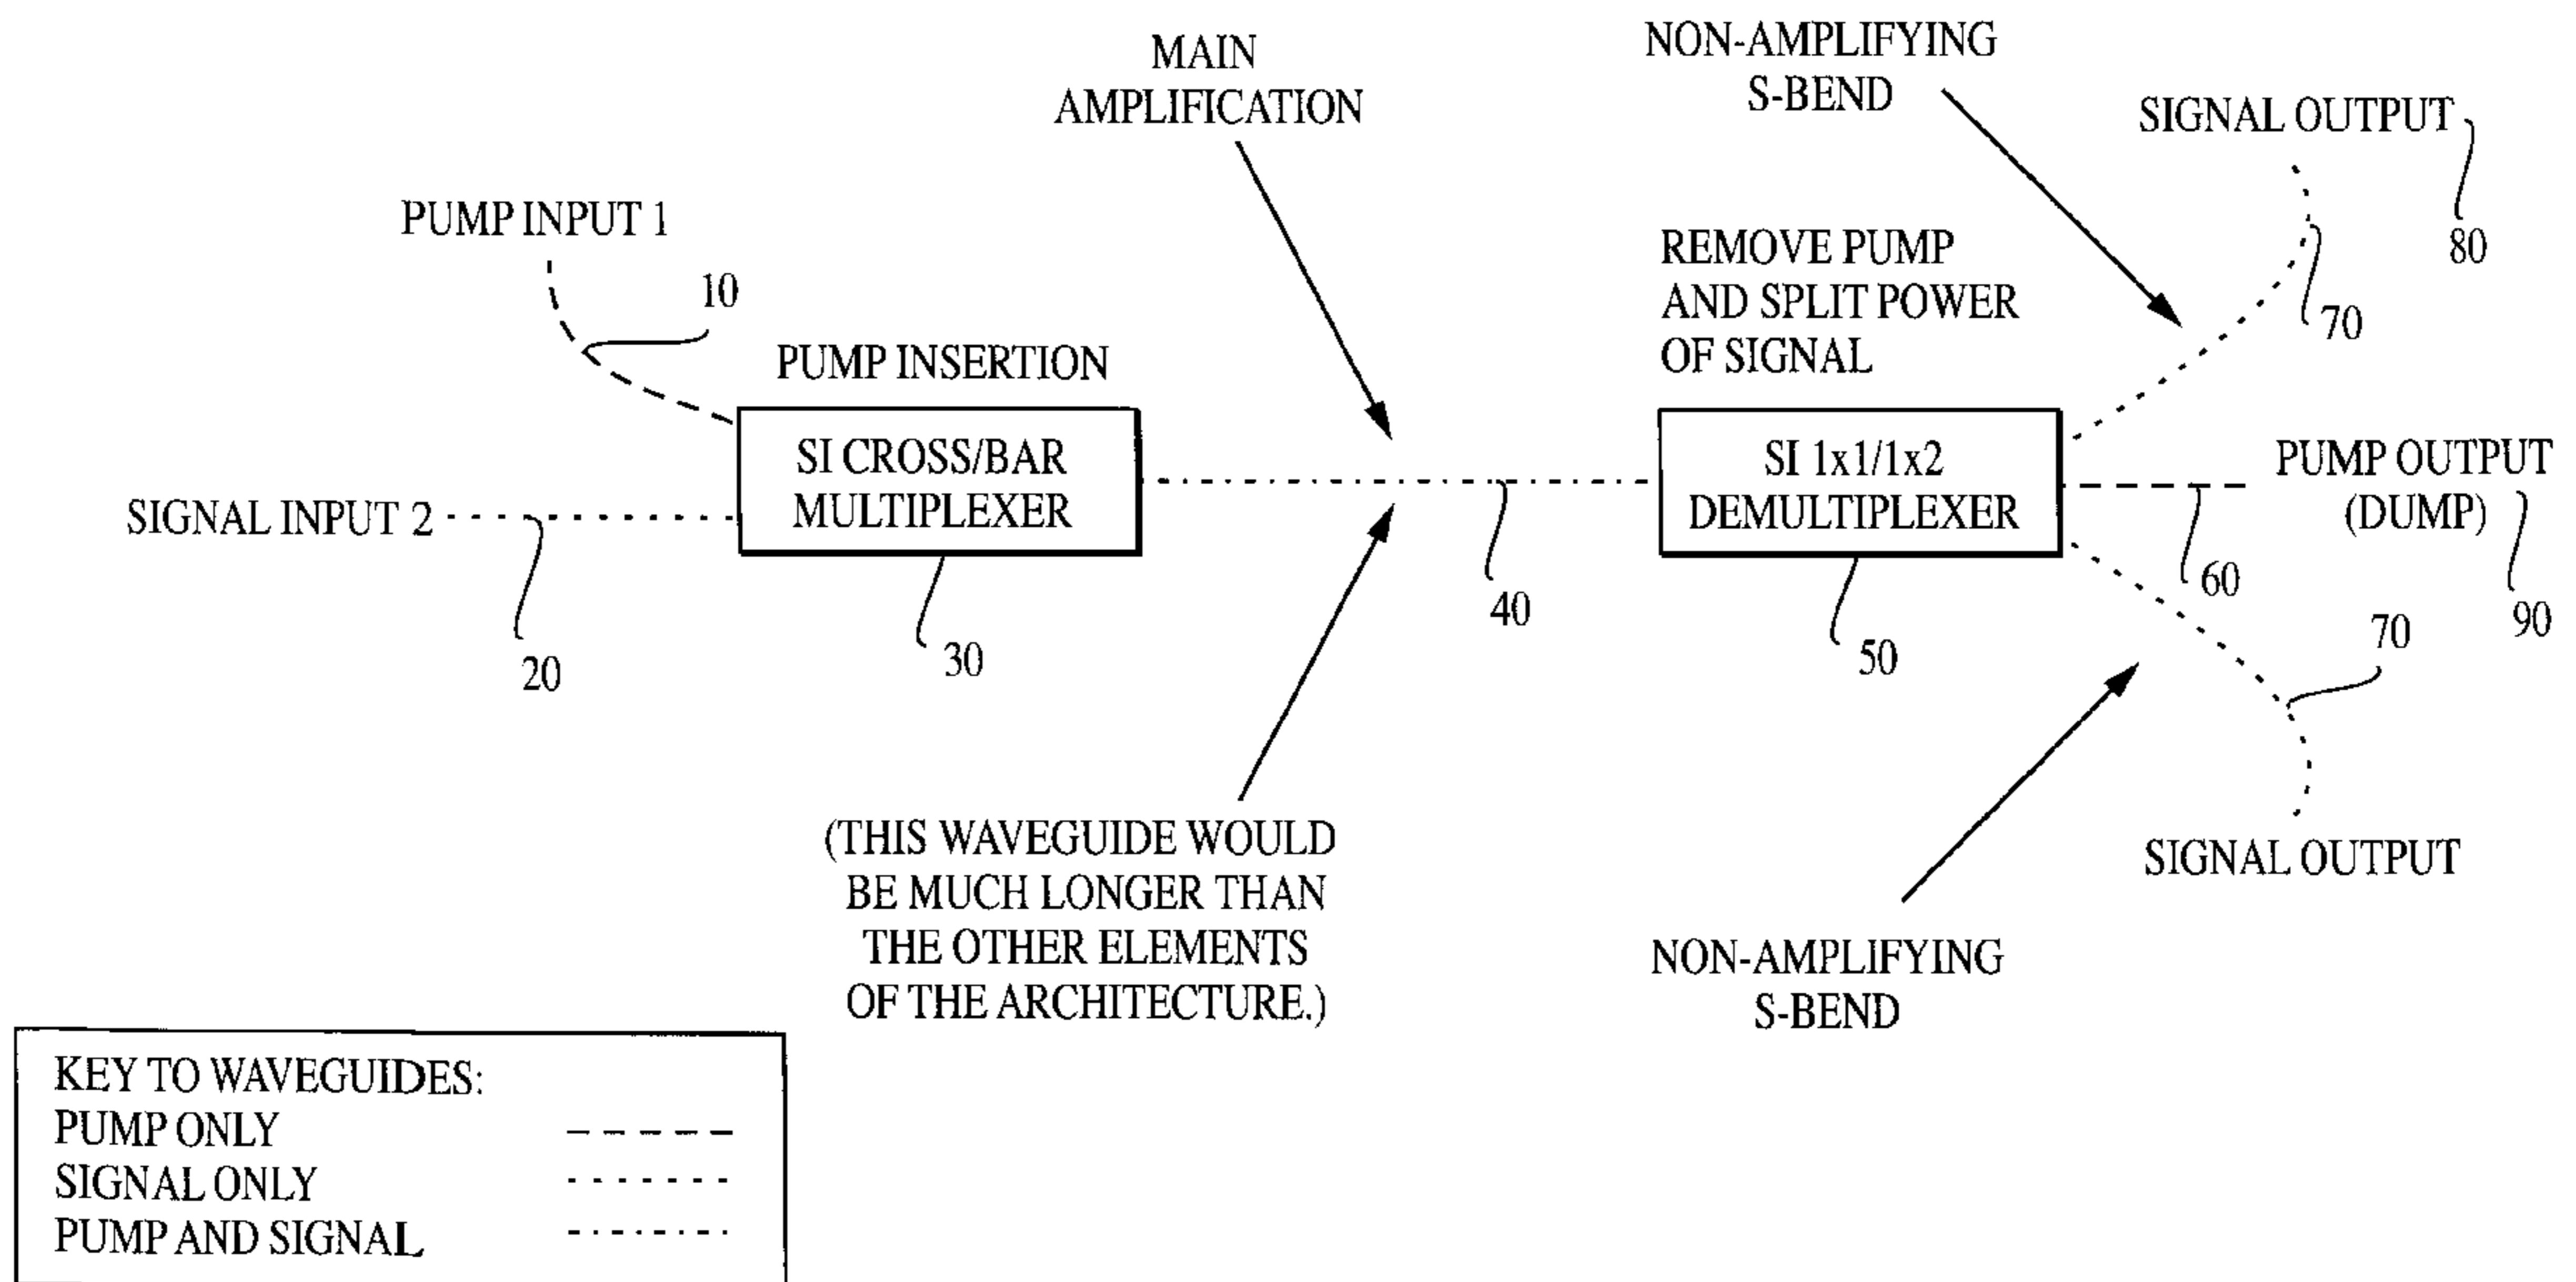 MAIN
AMPLIFICATION
NON-AMPLIFYING
S-BEND
SIGNAL OUTPUT
80
PUMP INPUT 1
10
REMOVE PUMP
AND SPLIT POWER
OF SIGNAL
70
PUMP INSERTION
SI CROSS/BAR
MULTIPLEXER
SI 1x1/1x2
DEMULTIPLEXER
PUMP OUTPUT
(DUMP)
SIGNAL INPUT 2
20
30
40
50
60
90
70
(THIS WAVEGUIDE WOULD
BE MUCH LONGER THAN
THE OTHER ELEMENTS
OF THE ARCHITECTURE.)
SIGNAL OUTPUT
NON-AMPLIFYING
S-BEND
KEY TO WAVEGUIDES:
PUMP ONLY
SIGNAL ONLY
PUMP AND SIGNAL